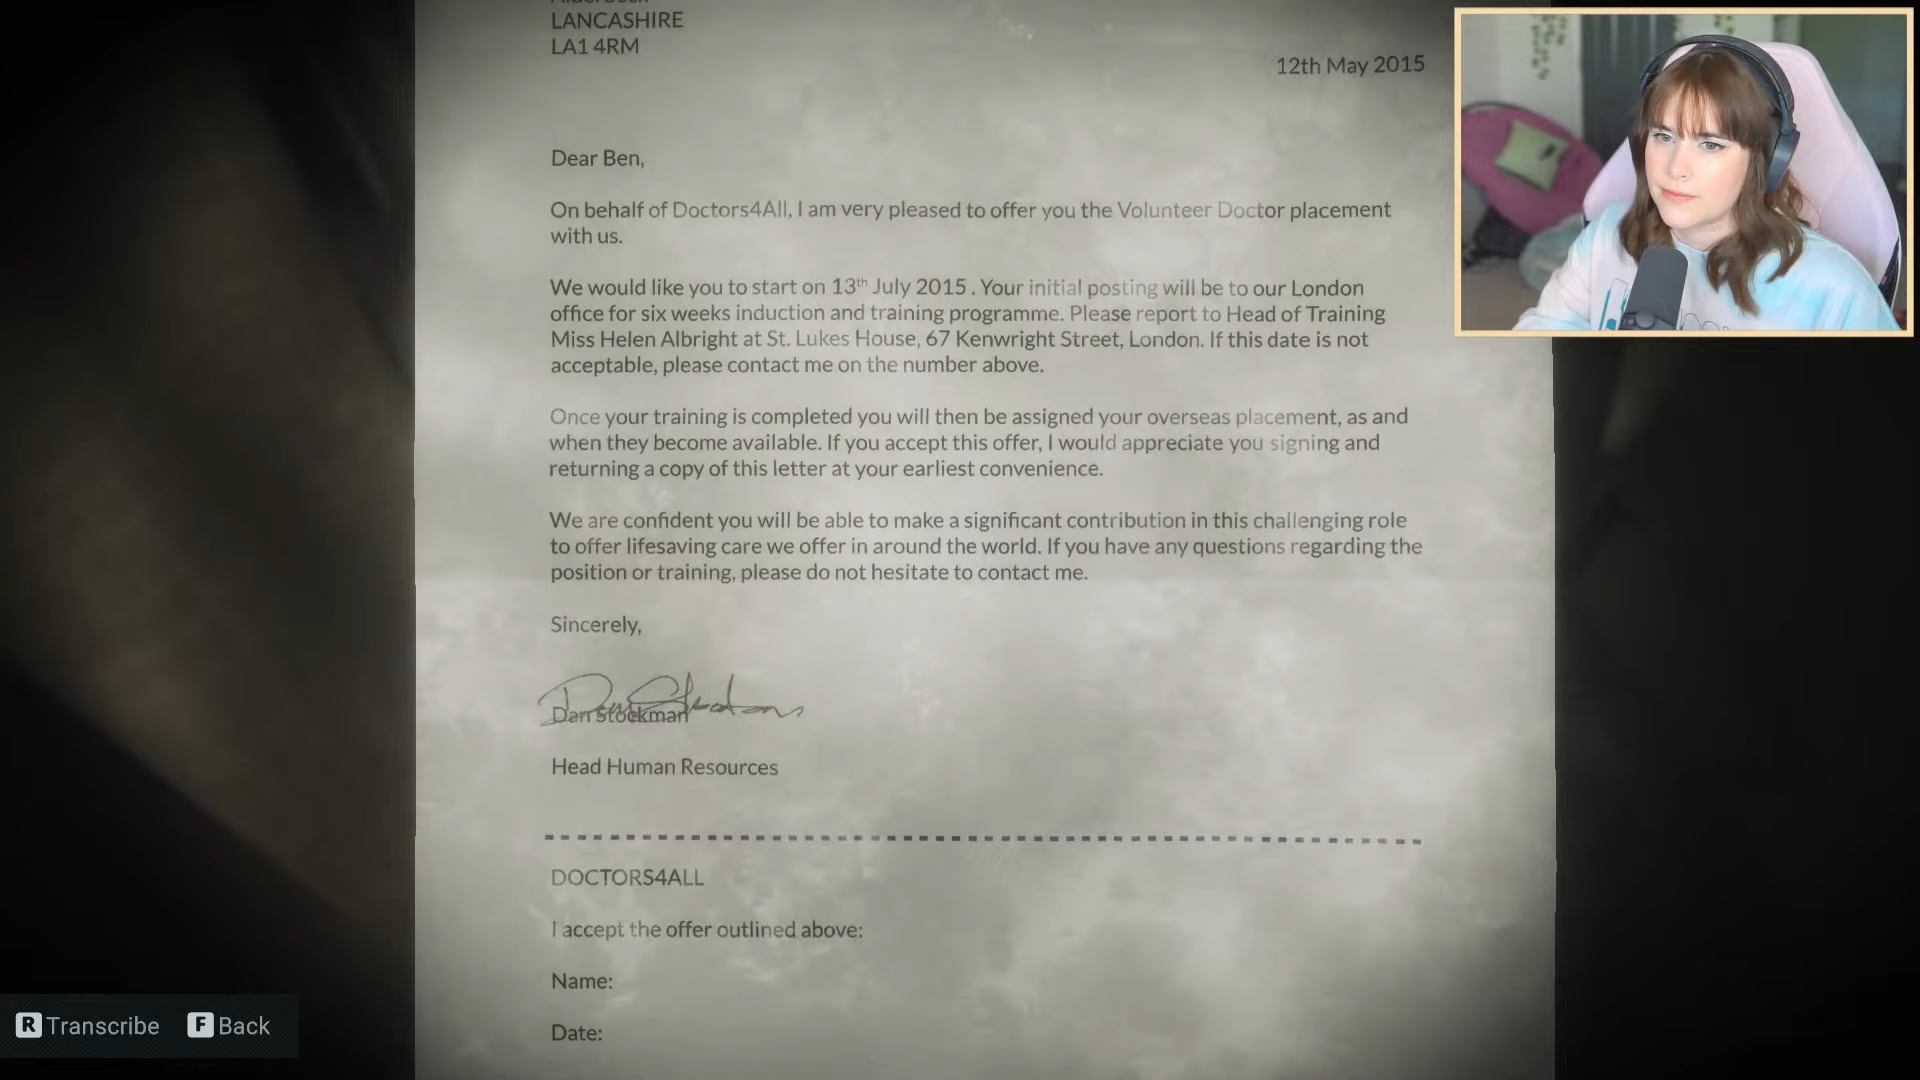 LANCASHIRE
LA1 4RM
12th May 2015
Dear Ben,
On behalf of Doctors4All, I am very pleased to offer you the Volunteer Doctor placement
with us.
We would like you to start on 13th July 2015 . Your initial posting will be to our London
office for six weeks induction and training programme. Please report to Head of Training
Miss Helen Albright at St. Lukes House, 67 Kenwright Street, London. If this date is not
acceptable, please contact me on the number above.
Once your training is completed you will then be assigned your overseas placement, as and
when they become available. If you accept this offer, I would appreciate you signing and
returning a copy of this letter at your earliest convenience.
We are confident you will be able to make a significant contribution in this challenging role
to offer lifesaving care we offer in around the world. If you have any questions regarding the
position or training, please do not hesitate to contact me.
Sincerely,
Dan Stockman
Head Human Resources
DOCTORS4ALL
I accept the offer outlined above:
Name:
Date:
R Transcribe F Back